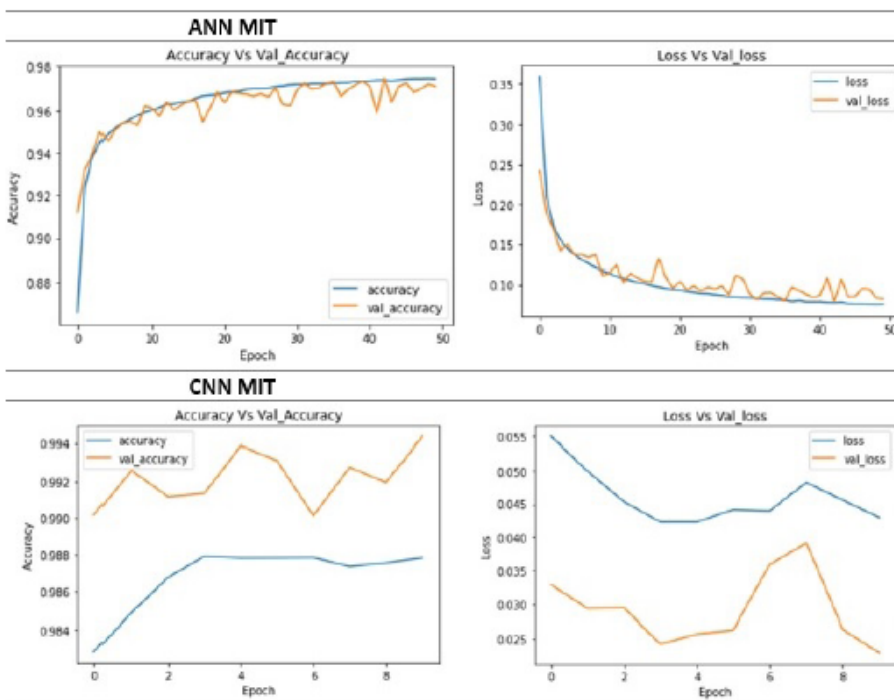 ANN MIT
Accuracy Vs Val_Accuracy
0.98
0.96
0.94
0.92
0.90
0.88
Accuracy
accuracy
val_accuracy
0 10 20 30 40 50
Epoch
Loss Vs Val_loss
0.35
0.30
0.25
0.20
0.15
0.10
Loss
loss
val_loss
0 10 20 30 40 50
Epoch
CNN MIT
Accuracy Vs Val_Accuracy
0.994
0.992
0.990
0.988
0.986
0.984
Accuracy
accuracy
val_accuracy
0 2 4 6 8
Epoch
Loss Vs Val_loss
0.055
0.050
0.045
0.040
0.035
0.030
0.025
Loss
loss
val_loss
0 2 4 6 8
Epoch